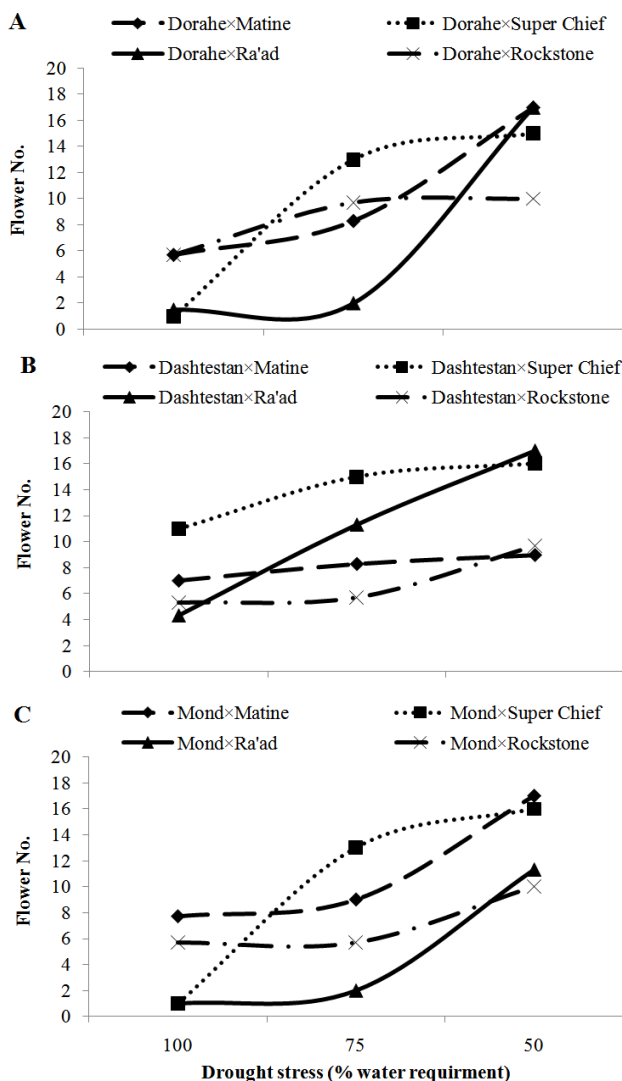 A
Dorahe×Matine Dorahe×Super Chief
Dorahe×Ra'ad Dorahe×Rockstone
20
18
16
14
12
10
8
6
4
2
0
Flower No.
B
Dashtestan×Matine Dashtestan×Super Chief
Dashtestan×Ra'ad Dashtestan×Rockstone
20
18
16
14
12
10
8
6
4
2
0
Flower No.
C
Mond×Matine Mond×Super Chief
Mond×Ra'ad Mond×Rockstone
20
18
16
14
12
10
8
6
4
2
0
Flower No.
100 75 50
Drought stress (% water requirment)